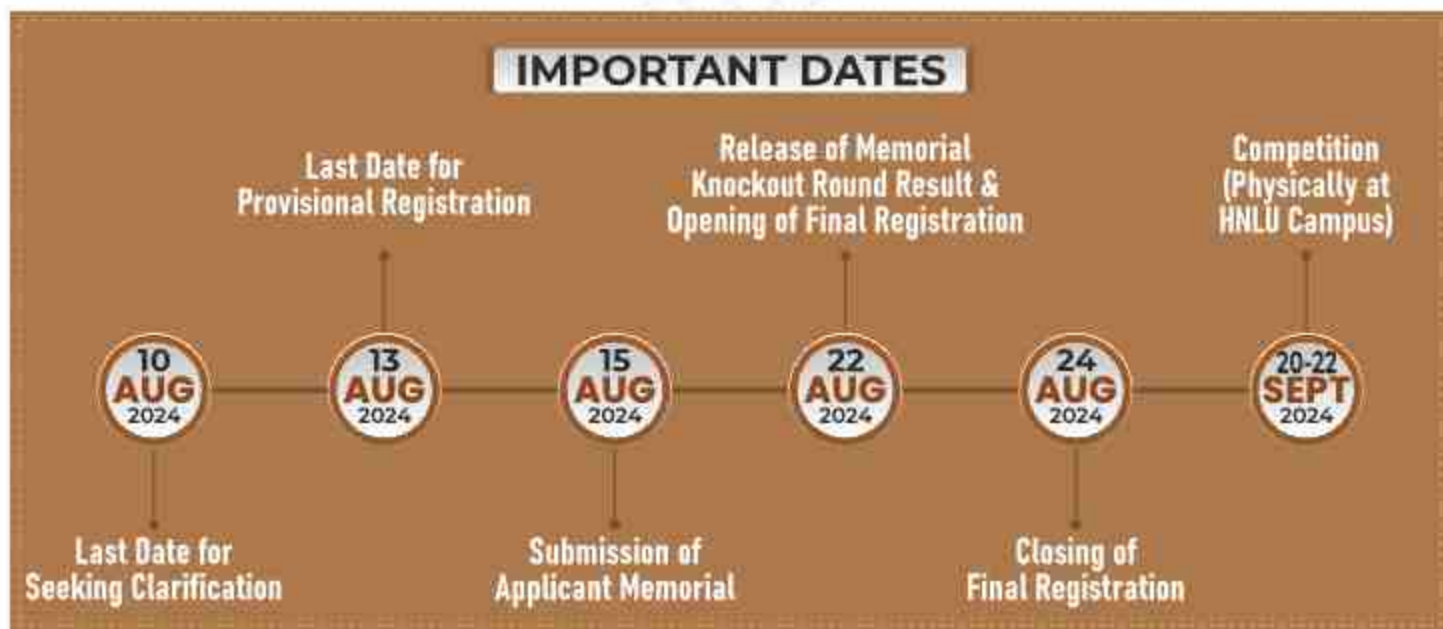 IMPORTANT DATES
Last Date for
Provisional Registration
Release of Memorial
Knockout Round Result &
Opening of Final Registration
Competition
(Physically at
HNLU Campus)
10
AUG
2024
13
AUG
2024
15
AUG
2024
22
AUG
2024
24
AUG
2024
20-22
SEPT
2024
Last Date for
Seeking Clarification
Submission of
Applicant Memorial
Closing of
Final Registration